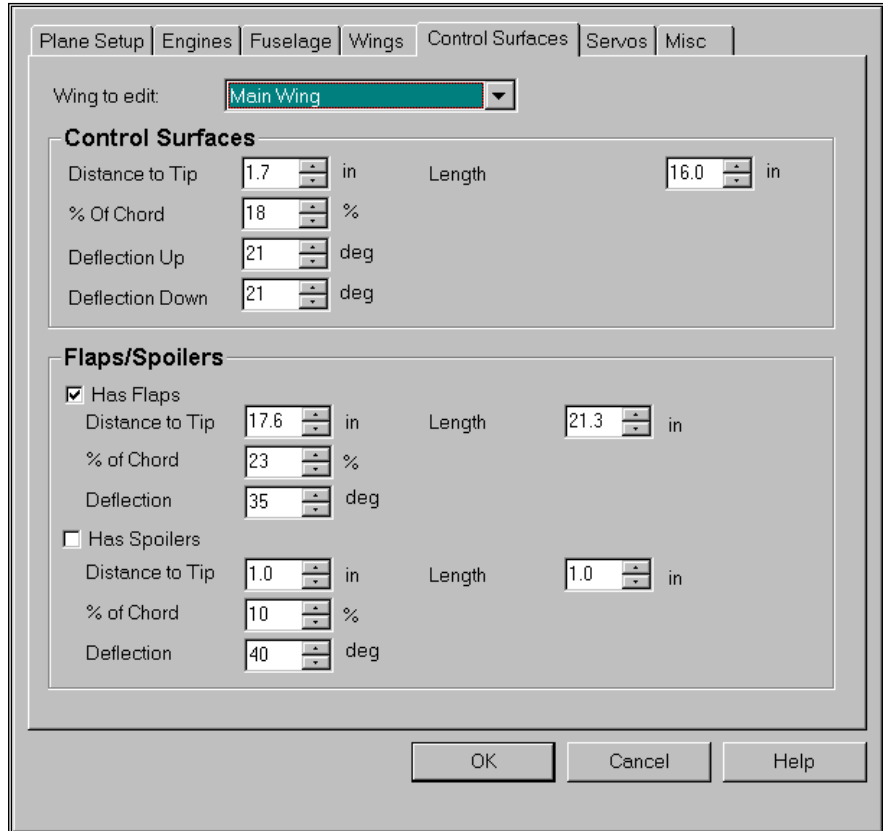 Plane Setup Engines Fuselage Wings Control Surfaces Servos Misc
Wing to edit: Main Wing
Control Surfaces
Distance to Tip 1.7 in Length 16.0 in
% Of Chord 18 %
Deflection Up 21 deg
Deflection Down 21 deg
Flaps/Spoilers
Has Flaps
Distance to Tip 17.6 in Length 21.3 in
% of Chord 23 %
Deflection 35 deg
Has Spoilers
Distance to Tip 1.0 in Length 1.0 in
% of Chord 10 %
Deflection 40 deg
OK Cancel Help